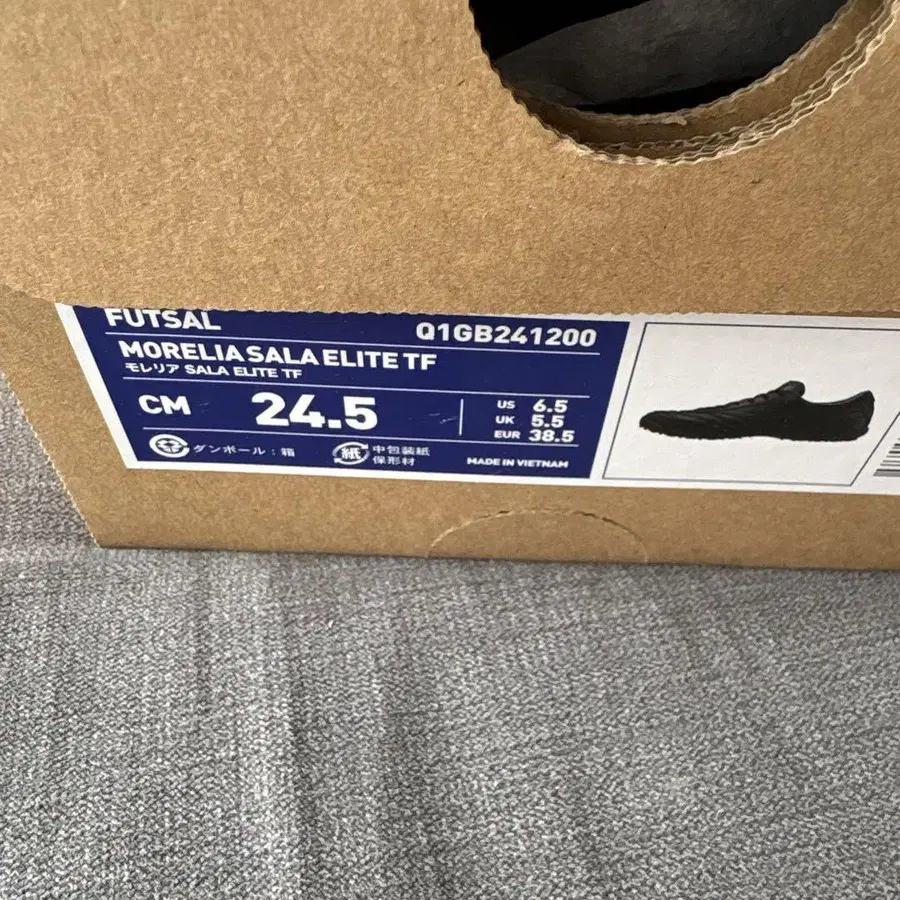 FUTSAL
Q1GB241200
MORELIA SALA ELITE TF
モレリア SALA ELITE TF
CM 24.5
US 6.5
UK 5.5
EUR 38.5
ダンボール：箱
紙 中包装紙
保形材
MADE IN VIETNAM